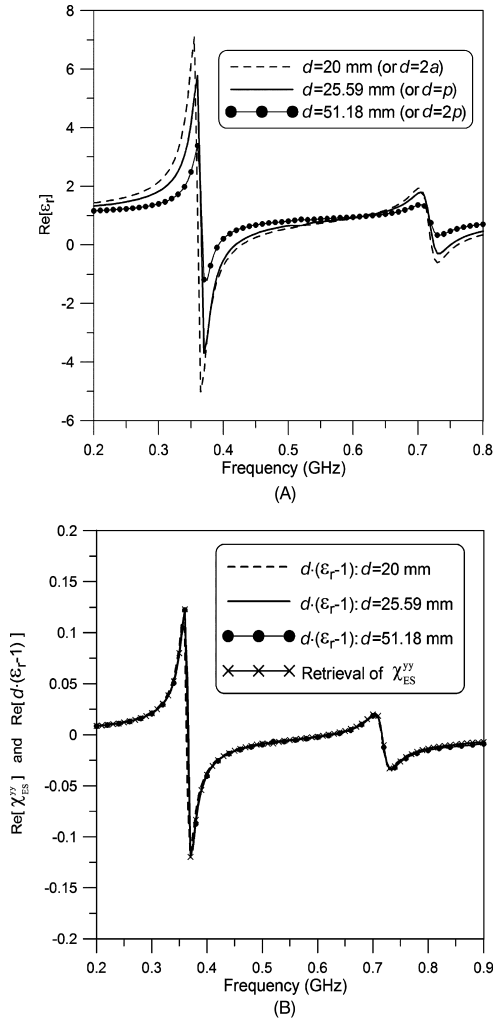 8
6
4
2
0
-2
-4
-6
Re[εr]
d=20 mm (or d=2a)
d=25.59 mm (or d=p)
d=51.18 mm (or d=2p)
0.2 0.3 0.4 0.5 0.6 0.7 0.8
Frequency (GHz)
(A)
0.2
0.15
0.1
0.05
0
-0.05
-0.1
-0.15
-0.2
Re[ χ_ES^yy ] and Re[ d·(εr-1) ]
d·(εr-1): d=20 mm
d·(εr-1): d=25.59 mm
d·(εr-1): d=51.18 mm
Retrieval of χ_ES^yy
0.2 0.3 0.4 0.5 0.6 0.7 0.8 0.9
Frequency (GHz)
(B)